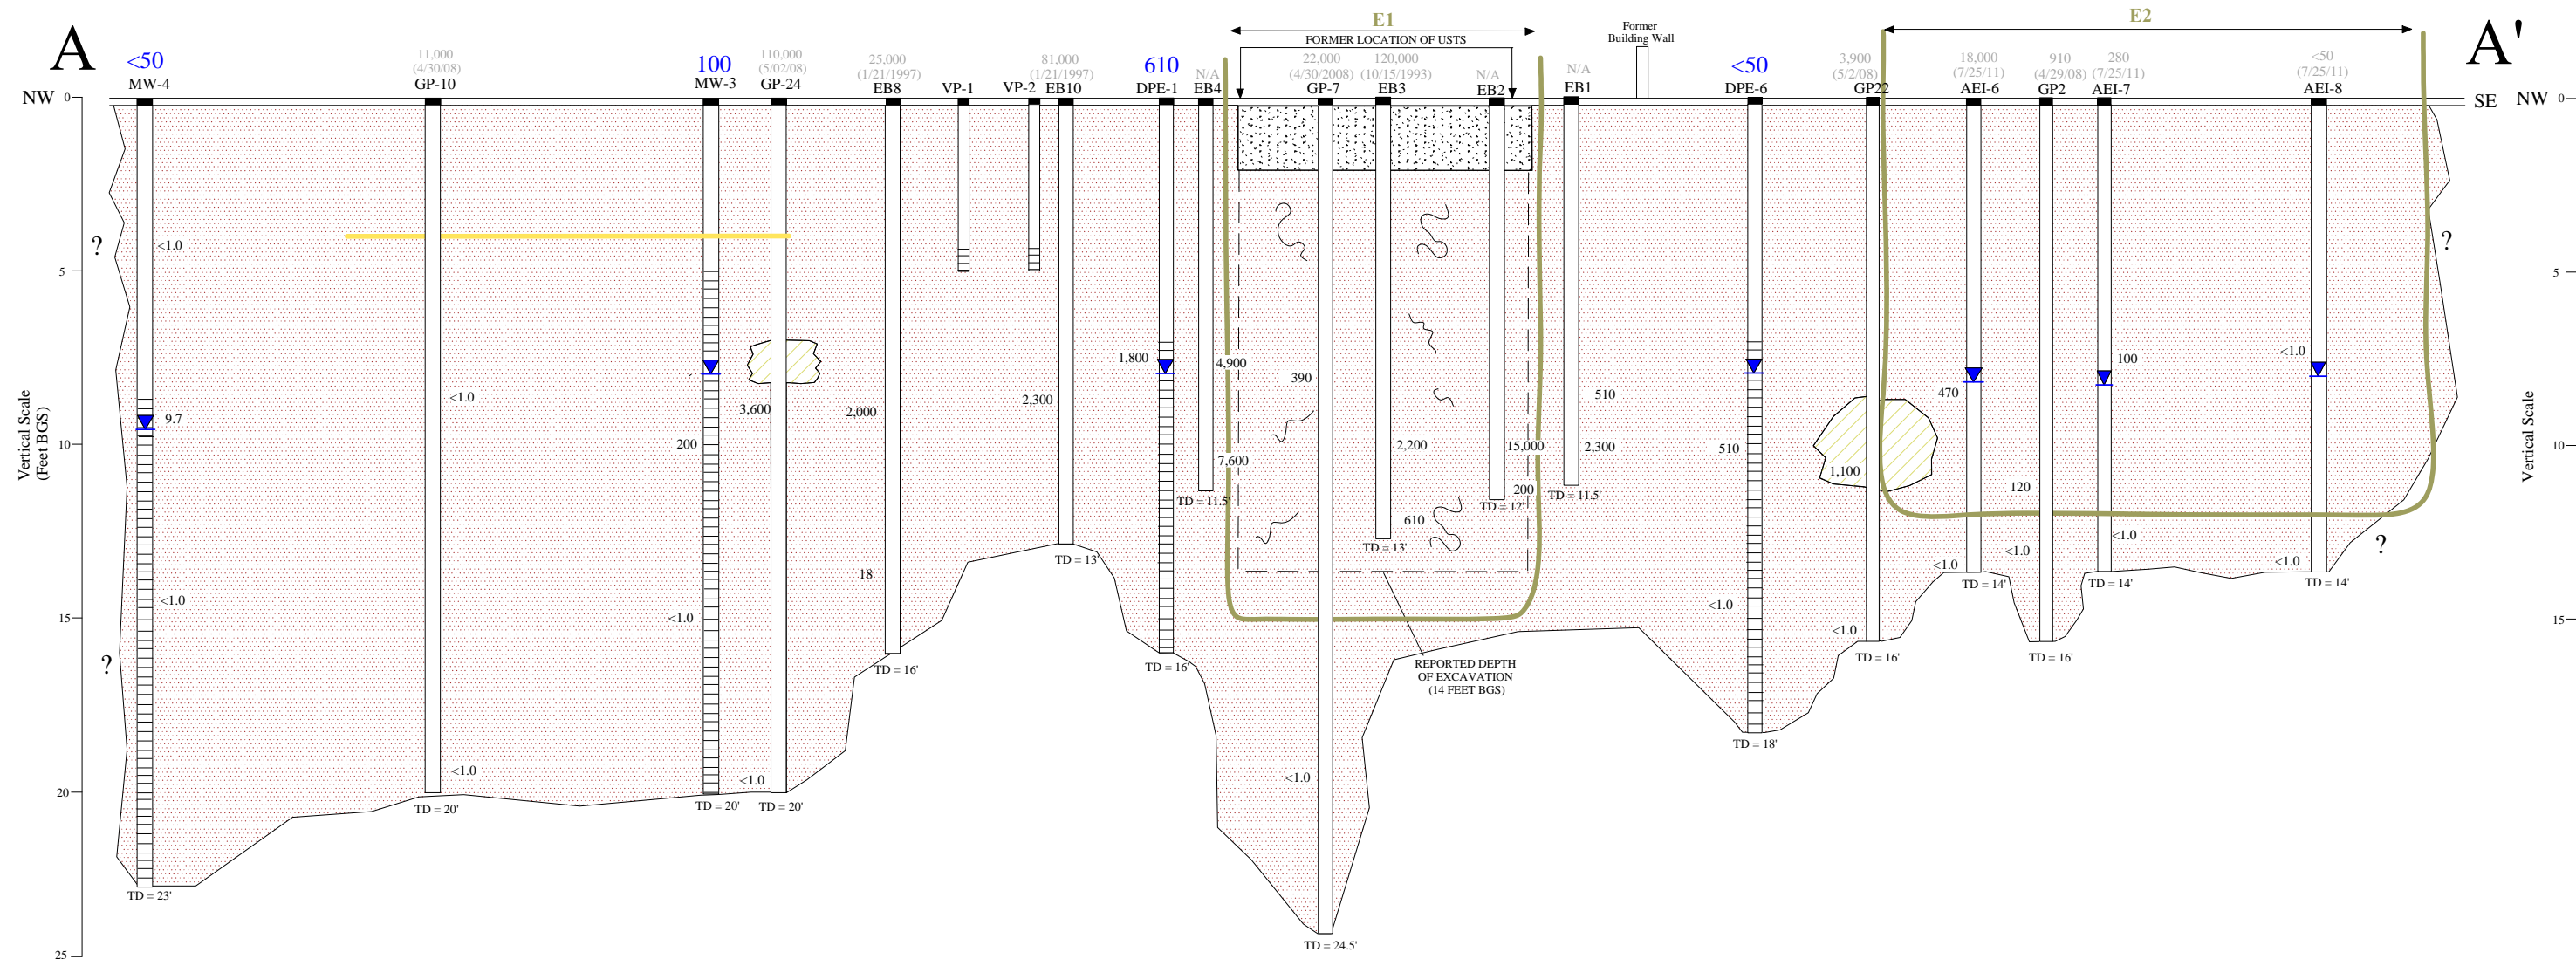 A
A'
E1
E2
FORMER LOCATION OF USTS
Former
Building Wall
<50
MW-4
11,000
(4/30/08)
GP-10
100
MW-3
110,000
(5/02/08)
GP-24
25,000
(1/21/1997)
EB8
VP-1
VP-2
81,000
(1/21/1997)
EB10
610
DPE-1
N/A
EB4
22,000
(4/30/2008)
GP-7
120,000
(10/15/1993)
EB3
N/A
EB2
N/A
EB1
<50
DPE-6
3,900
(5/2/08)
GP22
18,000
(7/25/11)
AEI-6
910
(4/29/08)
GP2
280
(7/25/11)
AEI-7
<50
(7/25/11)
AEI-8
NW
0
SE
NW
0
?
<1.0
?
5
5
1,800
4,900
390
<1.0
100
470
<1.0
3,600
2,000
2,300
510
9.7
200
10
7,600
2,200
15,000
2,300
510
1,100
10
Vertical Scale
(Feet BGS)
Vertical Scale
TD = 11.5'
200
TD = 12'
TD = 11.5'
120
610
TD = 13'
TD = 13'
18
<1.0
<1.0
<1.0
<1.0
?
TD = 14'
TD = 14'
TD = 14'
<1.0
<1.0
<1.0
<1.0
15
15
?
TD = 16'
TD = 16'
REPORTED DEPTH
OF EXCAVATION
(14 FEET BGS)
TD = 16'
TD = 16'
TD = 18'
<1.0
<1.0
<1.0
20
TD = 20'
TD = 20'
TD = 20'
TD = 23'
TD = 24.5'
25